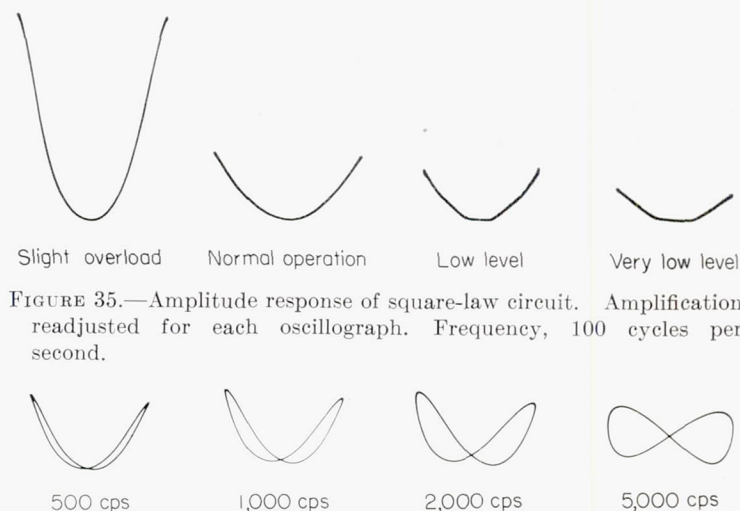 Slight overload Normal operation Low level Very low level
FIGURE 35.—Amplitude response of square-law circuit. Amplification
readjusted for each oscillograph. Frequency, 100 cycles per
second.
500 cps 1,000 cps 2,000 cps 5,000 cps